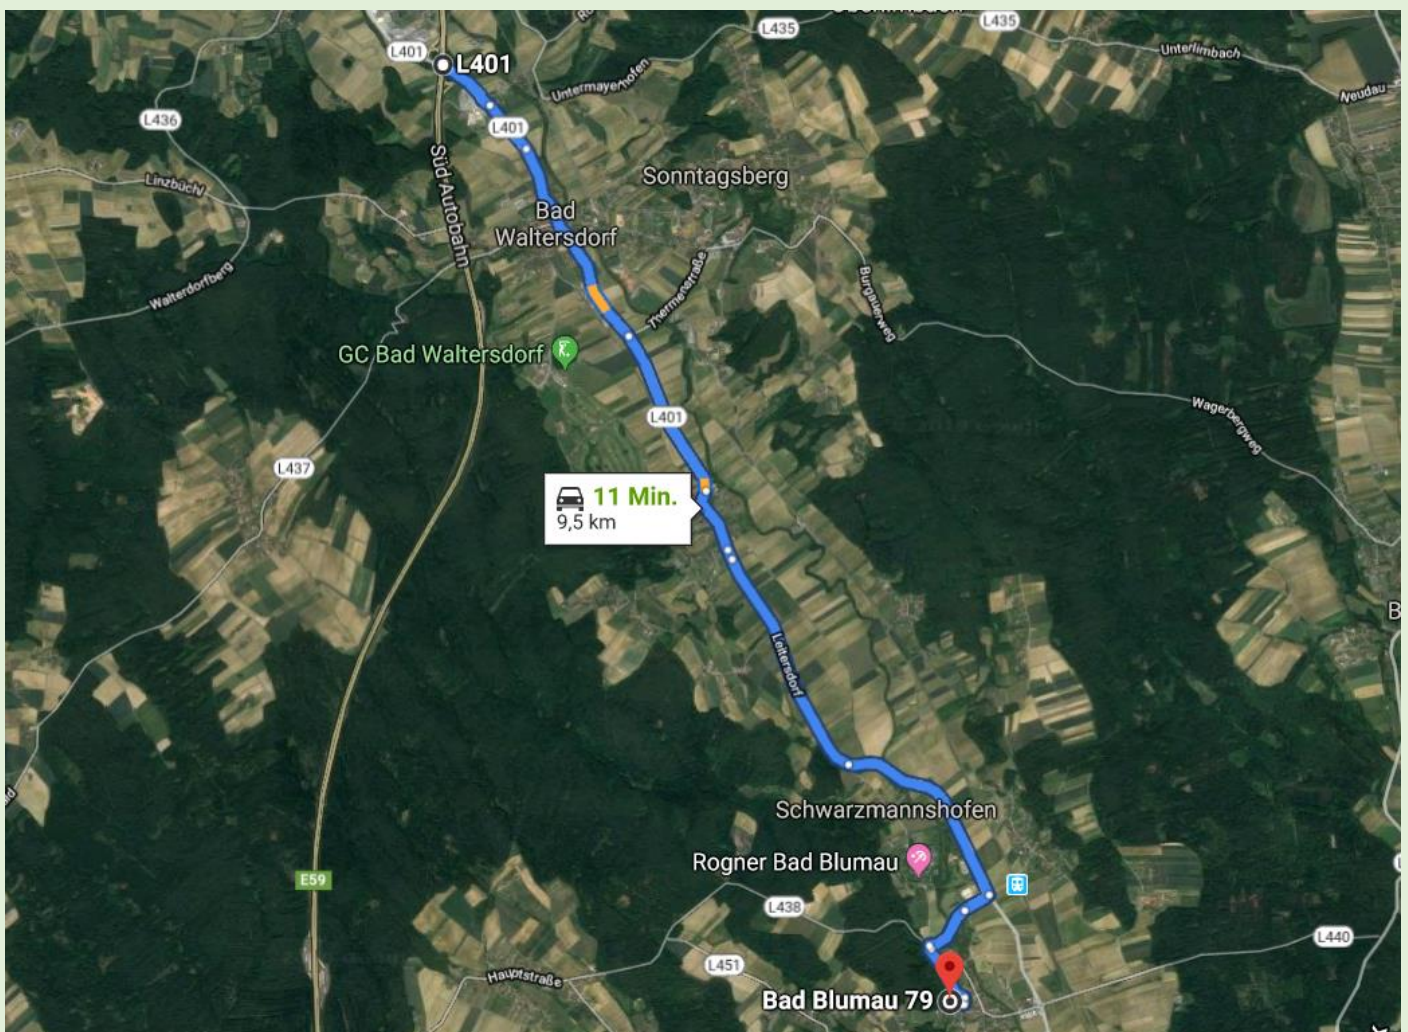 L435
L435
L401
L401
Unterlimbach
Untermayerhofen
Neudau
L436
L401
Süd Autobahn
Linzbüchl
Sonntagsberg
Bad
Waltersdorf
Walterdorfberg
Thermenstraße
Burgauerweg
GC Bad Waltersdorf
L401
Wagerbergweg
L437
11 Min.
9,5 km
B
Leitersdorf
Schwarzmannshofen
Rogner Bad Blumau
E59
L438
L440
L451
Hauptstraße
Bad Blumau 79